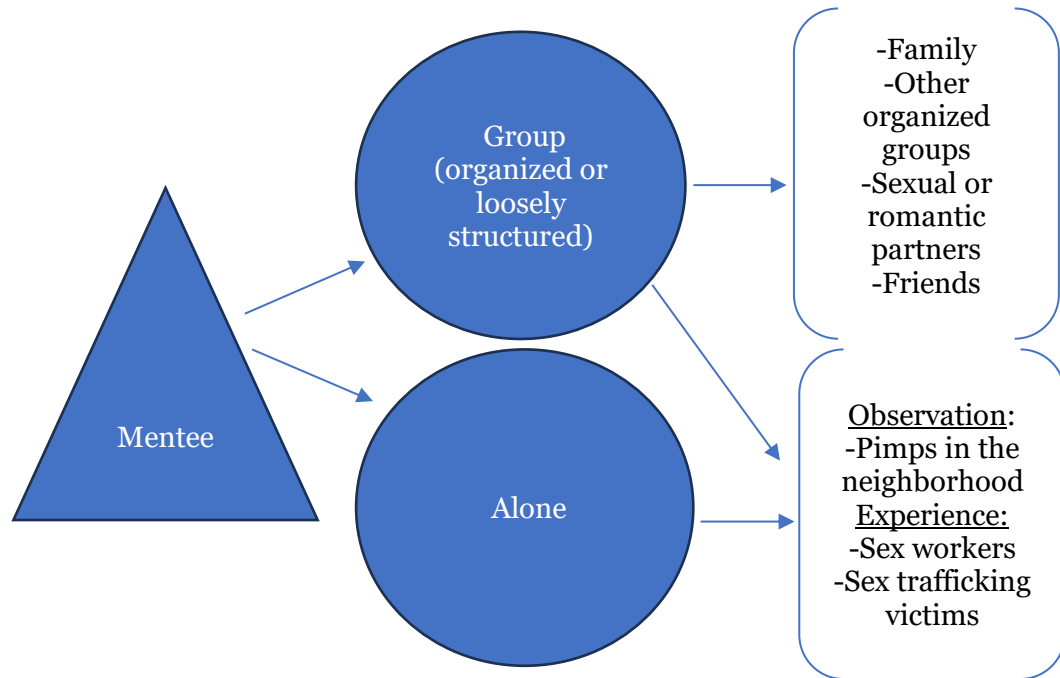 Mentee
Group
(organized or
loosely
structured)
Alone
-Family
-Other
organized
groups
-Sexual or
romantic
partners
-Friends
Observation:
-Pimps in the
neighborhood
Experience:
-Sex workers
-Sex trafficking
victims